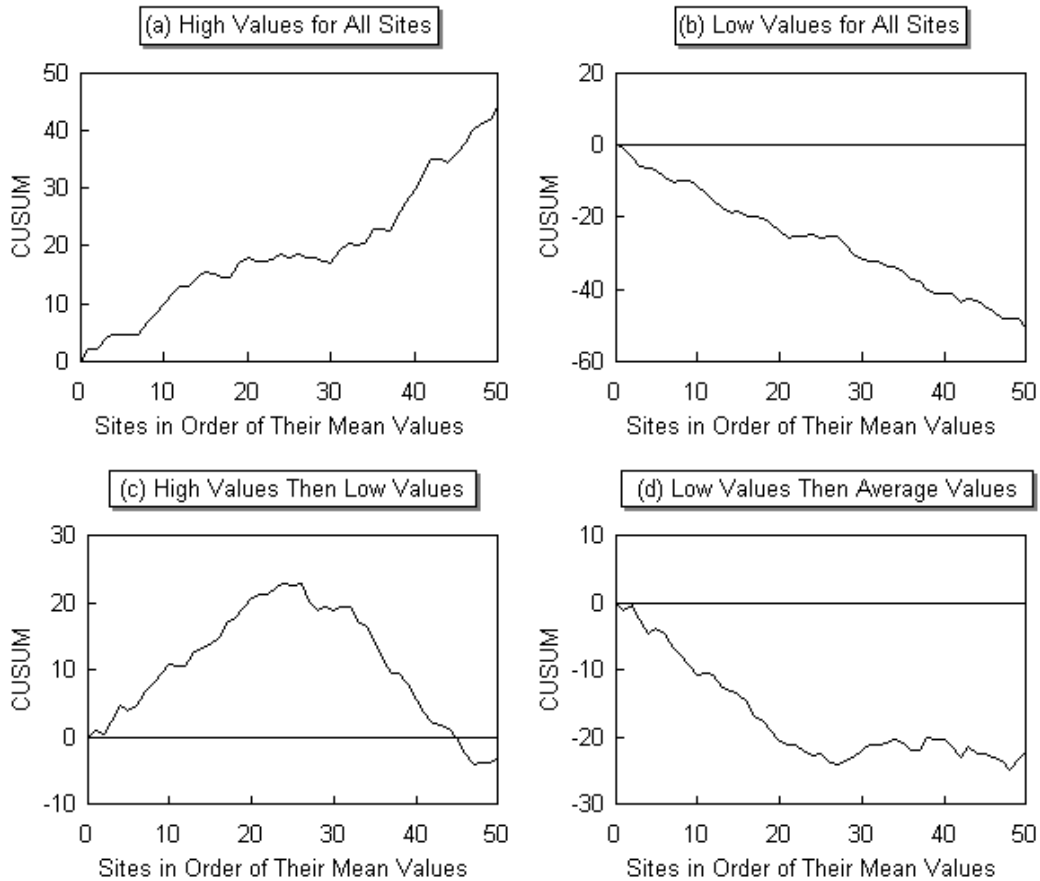 (a) High Values for All Sites
50
40
30
20
10
0
CUSUM
0 10 20 30 40 50
Sites in Order of Their Mean Values
(b) Low Values for All Sites
20
0
-20
-40
-60
CUSUM
0 10 20 30 40 50
Sites in Order of Their Mean Values
(c) High Values Then Low Values
30
20
10
0
-10
CUSUM
0 10 20 30 40 50
Sites in Order of Their Mean Values
(d) Low Values Then Average Values
10
0
-10
-20
-30
CUSUM
0 10 20 30 40 50
Sites in Order of Their Mean Values